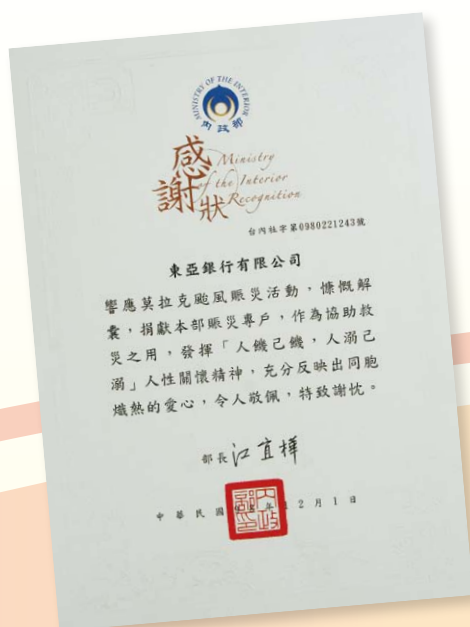 MINISTRY OF THE INTERIOR
內政部
感謝狀
Ministry
of the Interior
Recognition
台內社字第0980221243號
東亞銀行有限公司
響應莫拉克颱風賑災活動,慷慨解
囊,捐獻本部賑災專戶,作為協助救
災之用,發揮「人饑己饑,人溺己
溺」人性關懷精神,充分反映出同胞
熾熱的愛心,令人敬佩,特致謝忱。
部長江宜樺
中華民國 年 2月1日
內政部印